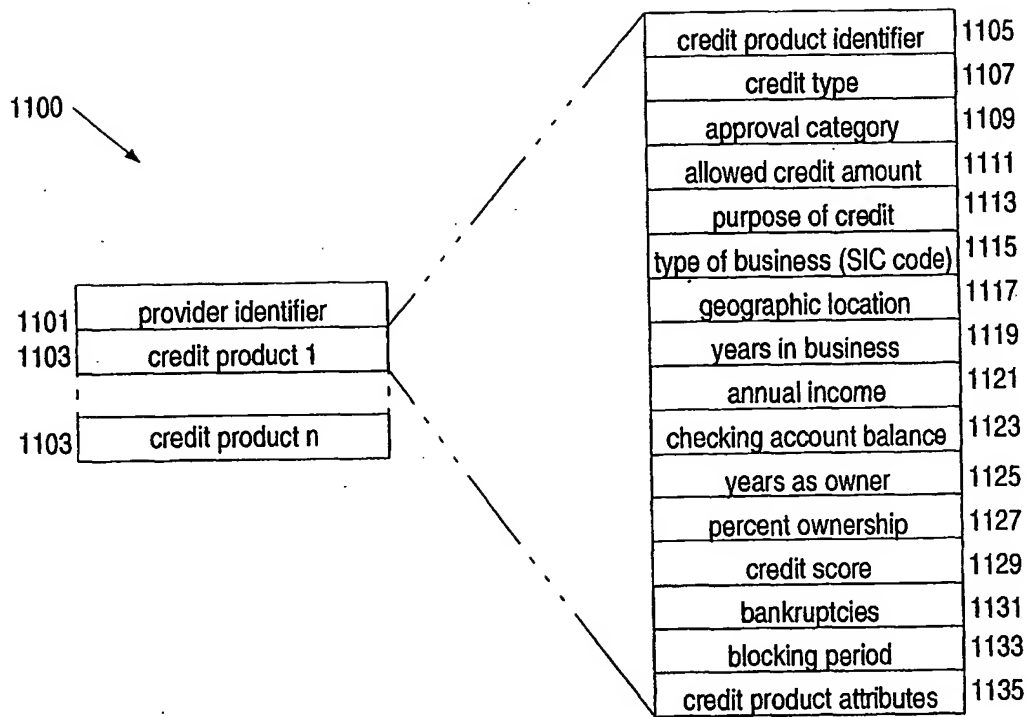 1100
1101 provider identifier
1103 credit product 1
1103 credit product n
credit product identifier 1105
credit type 1107
approval category 1109
allowed credit amount 1111
purpose of credit 1113
type of business (SIC code) 1115
geographic location 1117
years in business 1119
annual income 1121
checking account balance 1123
years as owner 1125
percent ownership 1127
credit score 1129
bankruptcies 1131
blocking period 1133
credit product attributes 1135